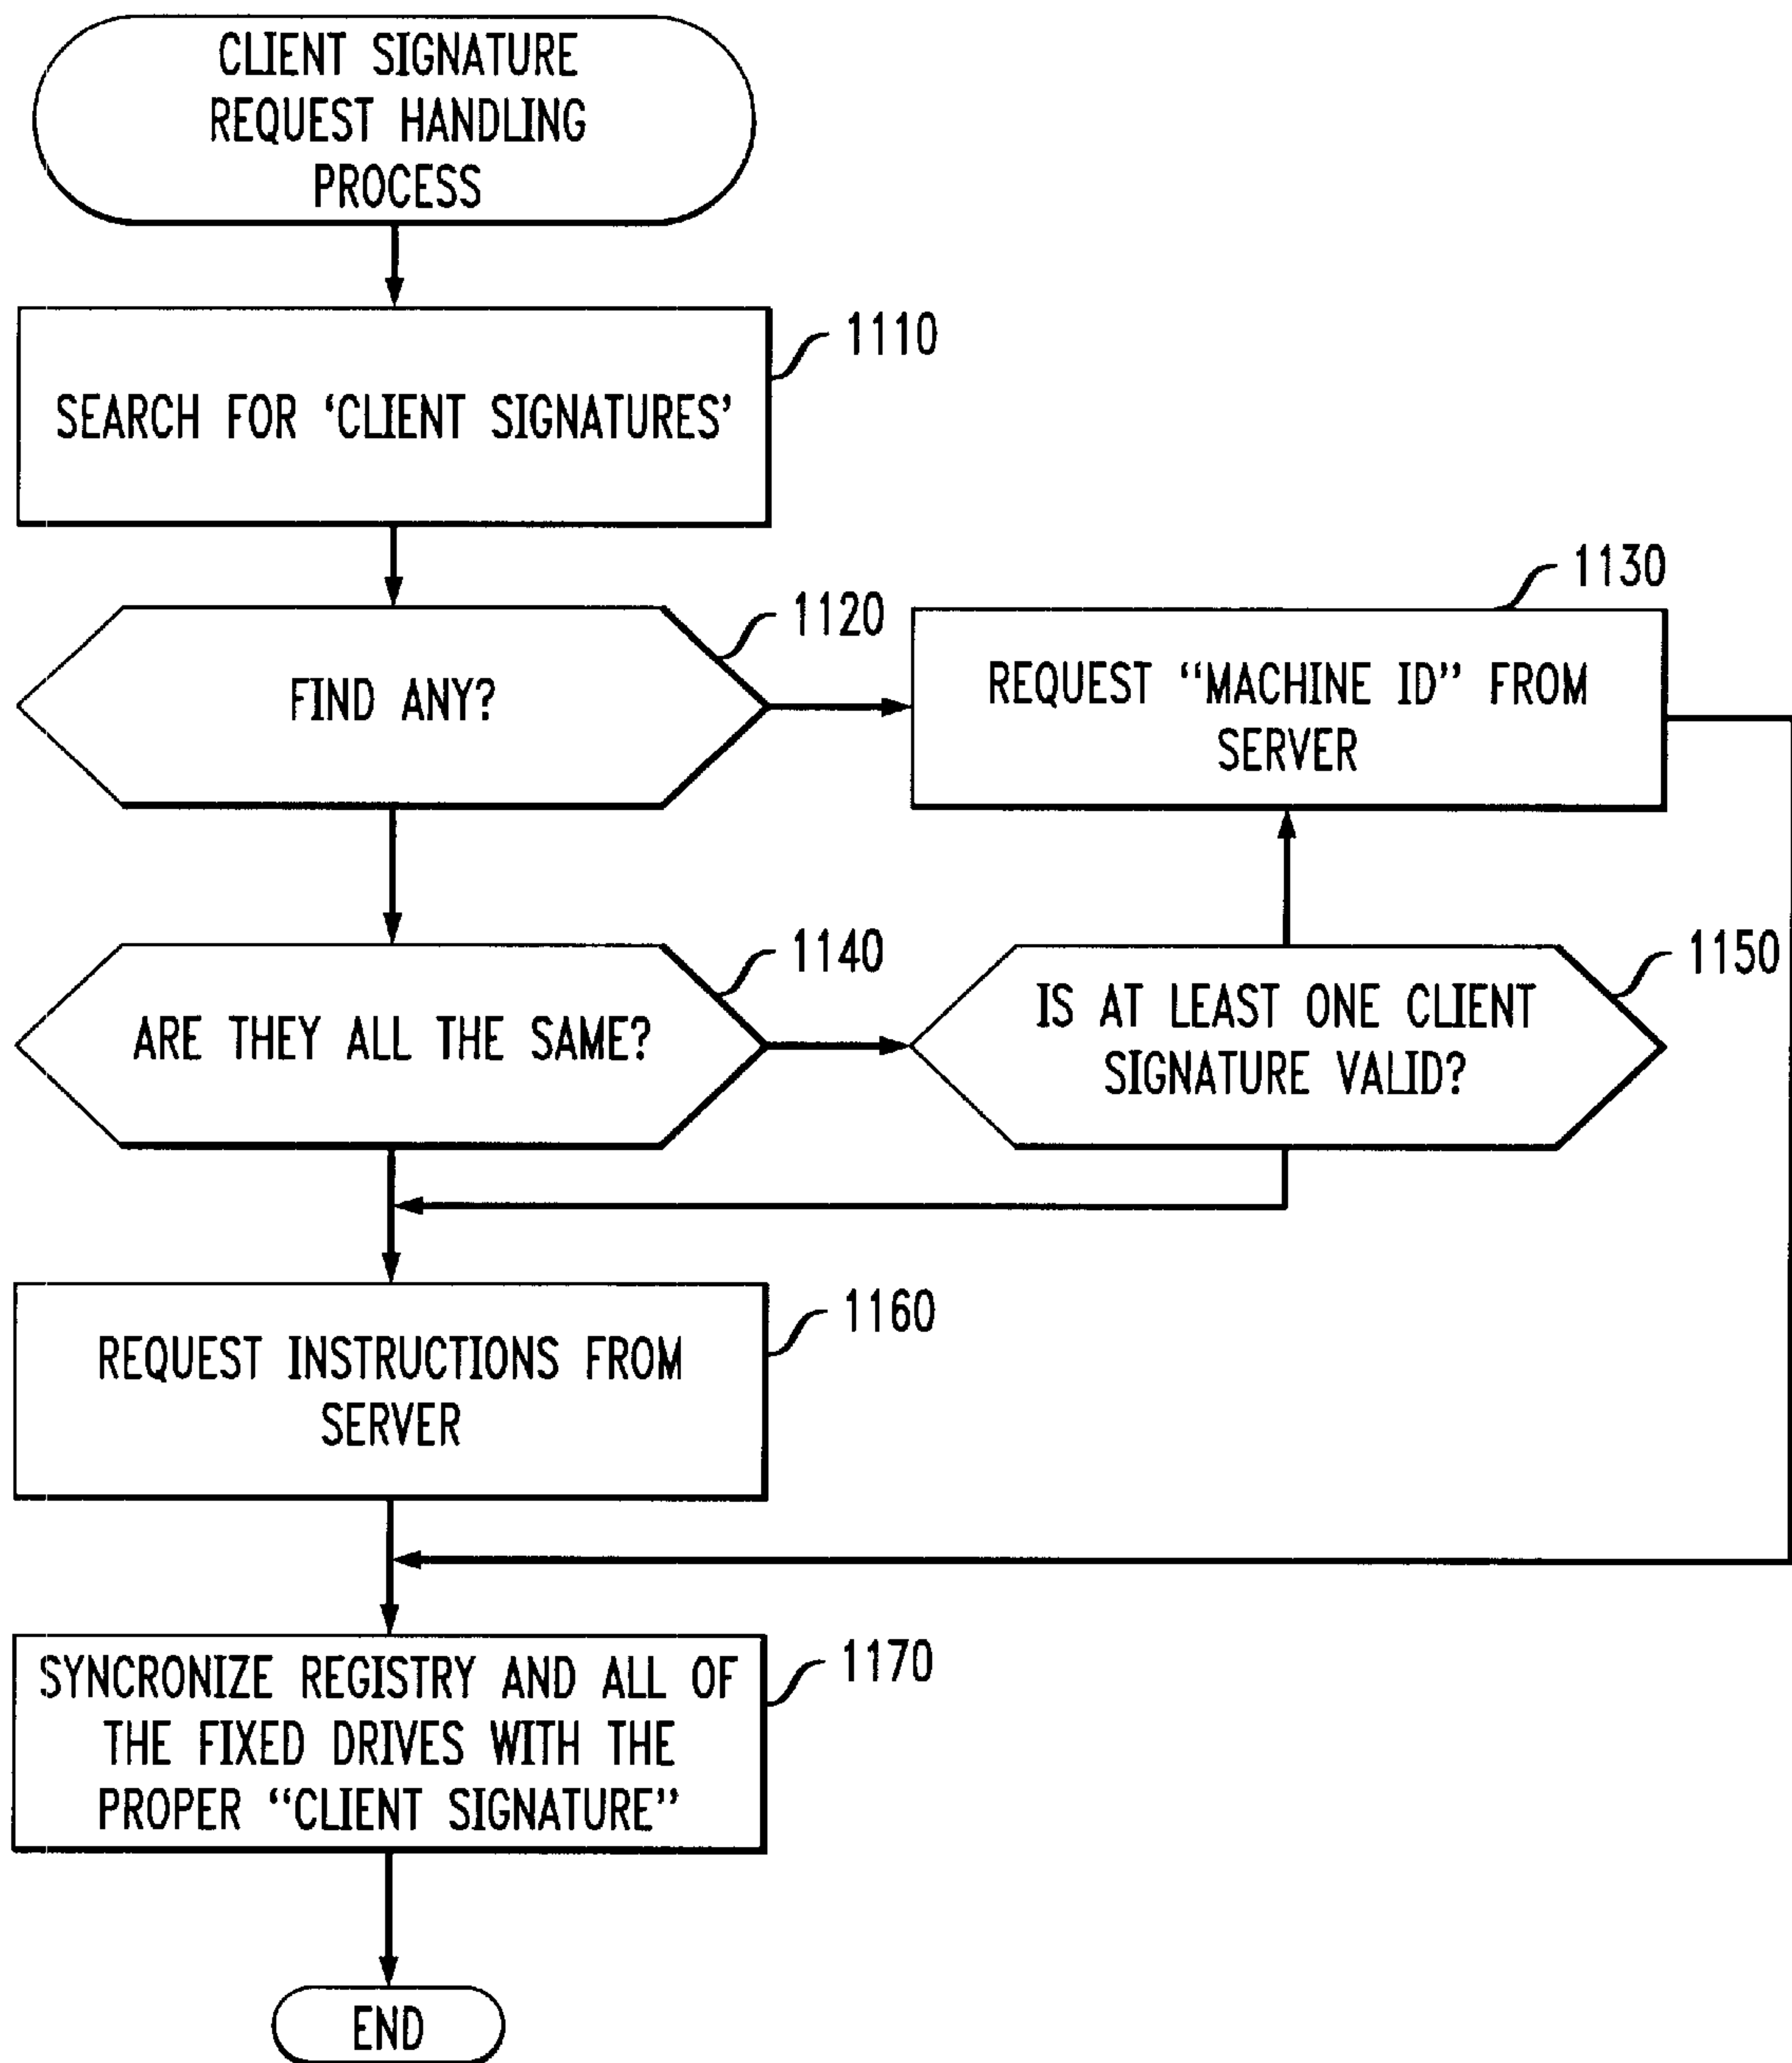 CLIENT SIGNATURE
REQUEST HANDLING
PROCESS
1110
SEARCH FOR ‘CLIENT SIGNATURES’
1120
FIND ANY?
1130
REQUEST “MACHINE ID” FROM
SERVER
1140
ARE THEY ALL THE SAME?
1150
IS AT LEAST ONE CLIENT
SIGNATURE VALID?
1160
REQUEST INSTRUCTIONS FROM
SERVER
1170
SYNCRONIZE REGISTRY AND ALL OF
THE FIXED DRIVES WITH THE
PROPER “CLIENT SIGNATURE”
END